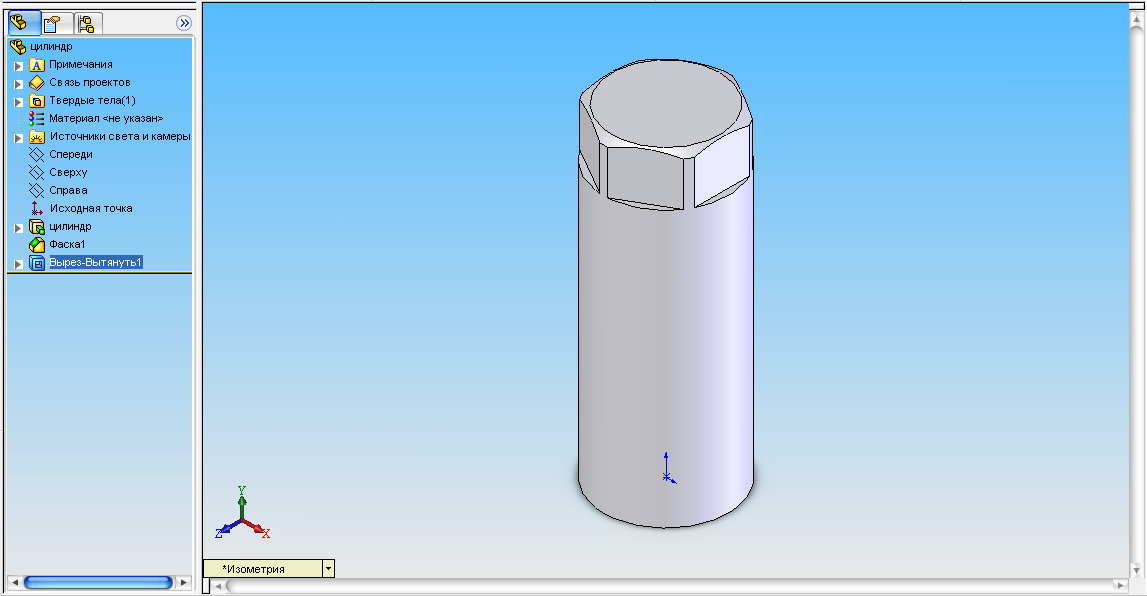 »
цилиндр
A Примечания
Связь проектов
Твердые тела(1)
Материал <не указан>
Источники света и камеры
Спереди
Сверху
Справа
Исходная точка
цилиндр
Фаска1
Вырез-Вытянуть1
Y
Z X
*Изометрия